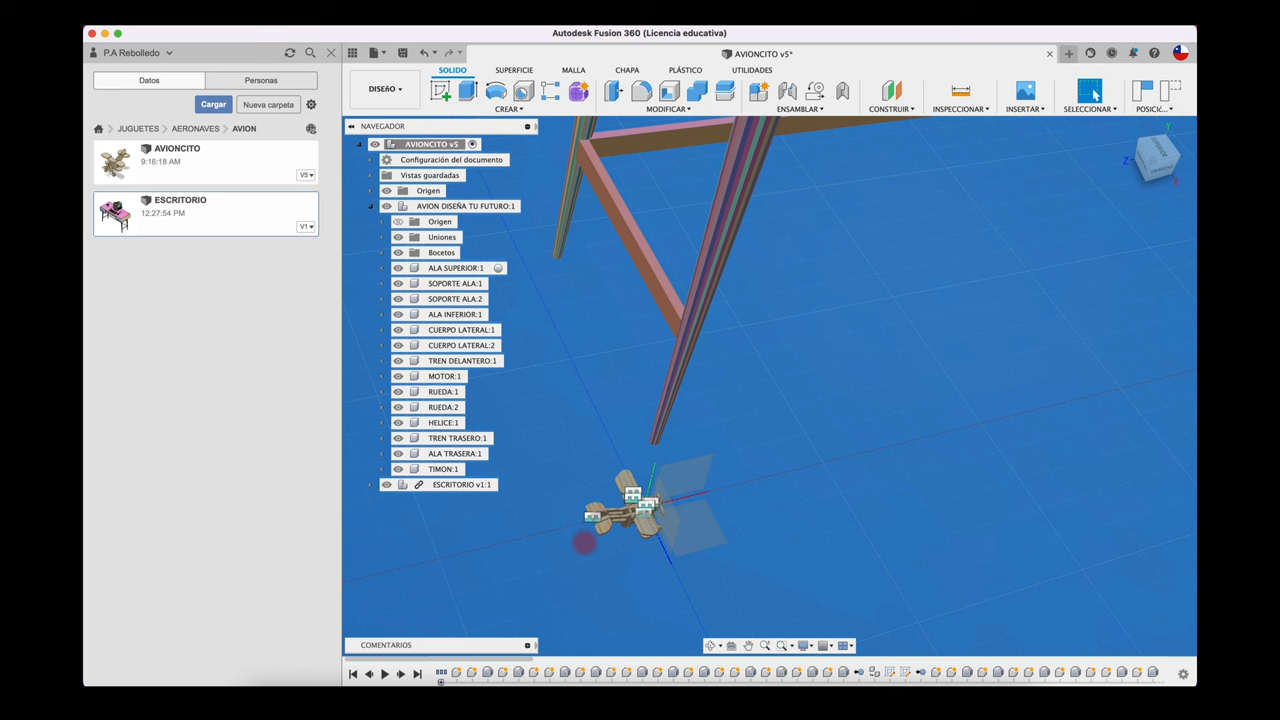 Autodesk Fusion 360 (Licencia educativa)
P.A Rebolledo
AVIONCITO v5*
Datos
Personas
Cargar
Nueva carpeta
JUGUETES > AERONAVES > AVION
AVIONCITO
9:16:18 AM
V5
ESCRITORIO
12:27:54 PM
V1
DISEÑO
SOLIDO
SUPERFICIE
MALLA
CHAPA
PLÁSTICO
UTILIDADES
CREAR
MODIFICAR
ENSAMBLAR
CONSTRUIR
INSPECCIONAR
INSERTAR
SELECCIONAR
POSICI...
NAVEGADOR
AVIONCITO v5
Configuración del documento
Vistas guardadas
Origen
AVION DISEÑA TU FUTURO:1
Origen
Uniones
Bocetos
ALA SUPERIOR:1
SOPORTE ALA:1
SOPORTE ALA:2
ALA INFERIOR:1
CUERPO LATERAL:1
CUERPO LATERAL:2
TREN DELANTERO:1
MOTOR:1
RUEDA:1
RUEDA:2
HELICE:1
TREN TRASERO:1
ALA TRASERA:1
TIMON:1
ESCRITORIO v1:1
Y
Z
X
COMENTARIOS